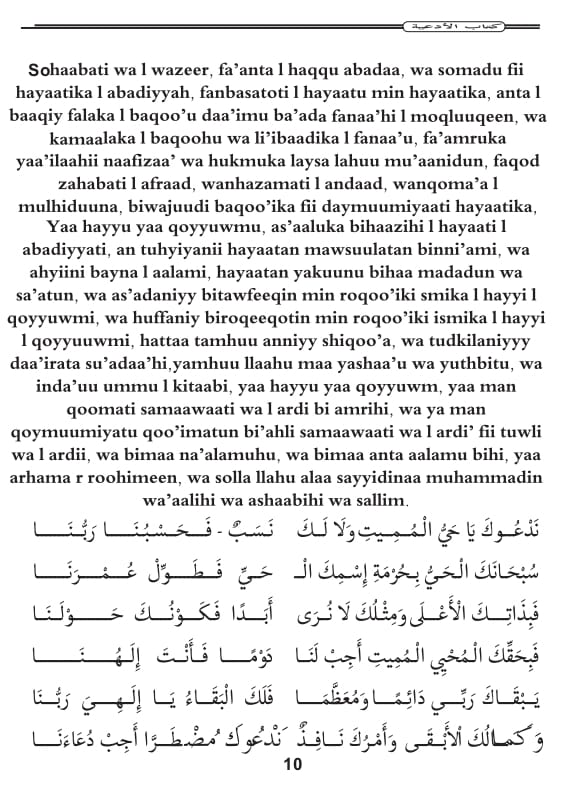 كتاب الأدعية
Sohaabati wa l wazeer, fa’anta l haqqu abadaa, wa somadu fii
hayaatika l abadiyyah, fanbasatoti l hayaatu min hayaatika, anta l
baaqiy falaka l baqoo’u daa’imu ba’ada fanaa’hi l moqluuqeen, wa
kamaalaka l baqoohu wa li’ibaadika l fanaa’u, fa’amruka
yaa’ilaahii naafizaa’ wa hukmuka laysa lahuu mu’aanidun, faqod
zahabati l afraad, wanhazamati l andaad, wanqoma’a l
mulhiduuna, biwajuudi baqoo’ika fii daymuumiyaati hayaatika,
Yaa hayyu yaa qoyyuwmu, as’aaluka bihaazihi l hayaati l
abadiyyati, an tuhyiyanii hayaatan mawsuulatan binni’ami, wa
ahyiini bayna l aalami, hayaatan yakuunu bihaa madadun wa
sa’atun, wa as’adaniyy bitawfeeqin min roqoo’iki smika l hayyi l
qoyyuwmi, wa huffaniy biroqeeqotin min roqoo’iki ismika l hayyi
l qoyyuuwmi, hattaa tamhuu anniyy shiqoo’a, wa tudkilaniyyy
daa’irata su’adaa’hi,yamhuu llaahu maa yashaa’u wa yuthbitu, wa
inda’uu ummu l kitaabi, yaa hayyu yaa qoyyuwm, yaa man
qoomati samaawaati wa l ardi bi amrihi, wa ya man
qoymuumiyatu qoo’imatun bi’ahli samaawaati wa l ardi’ fii tuwli
wa l ardii, wa bimaa na’alamuhu, wa bimaa anta aalamu bihi, yaa
arhama r roohimeen, wa solla llahu alaa sayyidinaa muhammadin
wa’aalihi wa ashaabihi wa sallim.
نَدْعُوكَ يَا حَيُّ الْمُمِيتِ وَلَا لَكَ نَسَبٌ - فَحَسْبُنَا رَبُّنَا
سُبْحَانَكَ الْحَيُّ بِحُرْمَةِ إِسْمِكَ الْـ حَيِّ فَطَوِّلْ عُمْرَنَا
فَبِذَاتِكَ الْأَعْلَى وَمِثْلُكَ لَا نُرَى أَبَدًا فَكَوْنُكَ حَوْلَنَا
فَبِحَقِّكَ الْمُحْيِي الْمُمِيتِ أَجِبْ لَنَا دَوْمًا فَأَنْتَ إِلَهُنَا
يَبْقَاكَ رَبِّي دَائِمًا وَمُعَظَّمَا فَلَكَ الْبَقَاءُ يَا إِلَهِيَ رَبُّنَا
وَكَمَالُكَ الْأَبْقَى وَأَمْرُكَ نَافِذٌ نَدْعُوكَ مُضْطَرًّا أَجِبْ دُعَاءَنَا
10